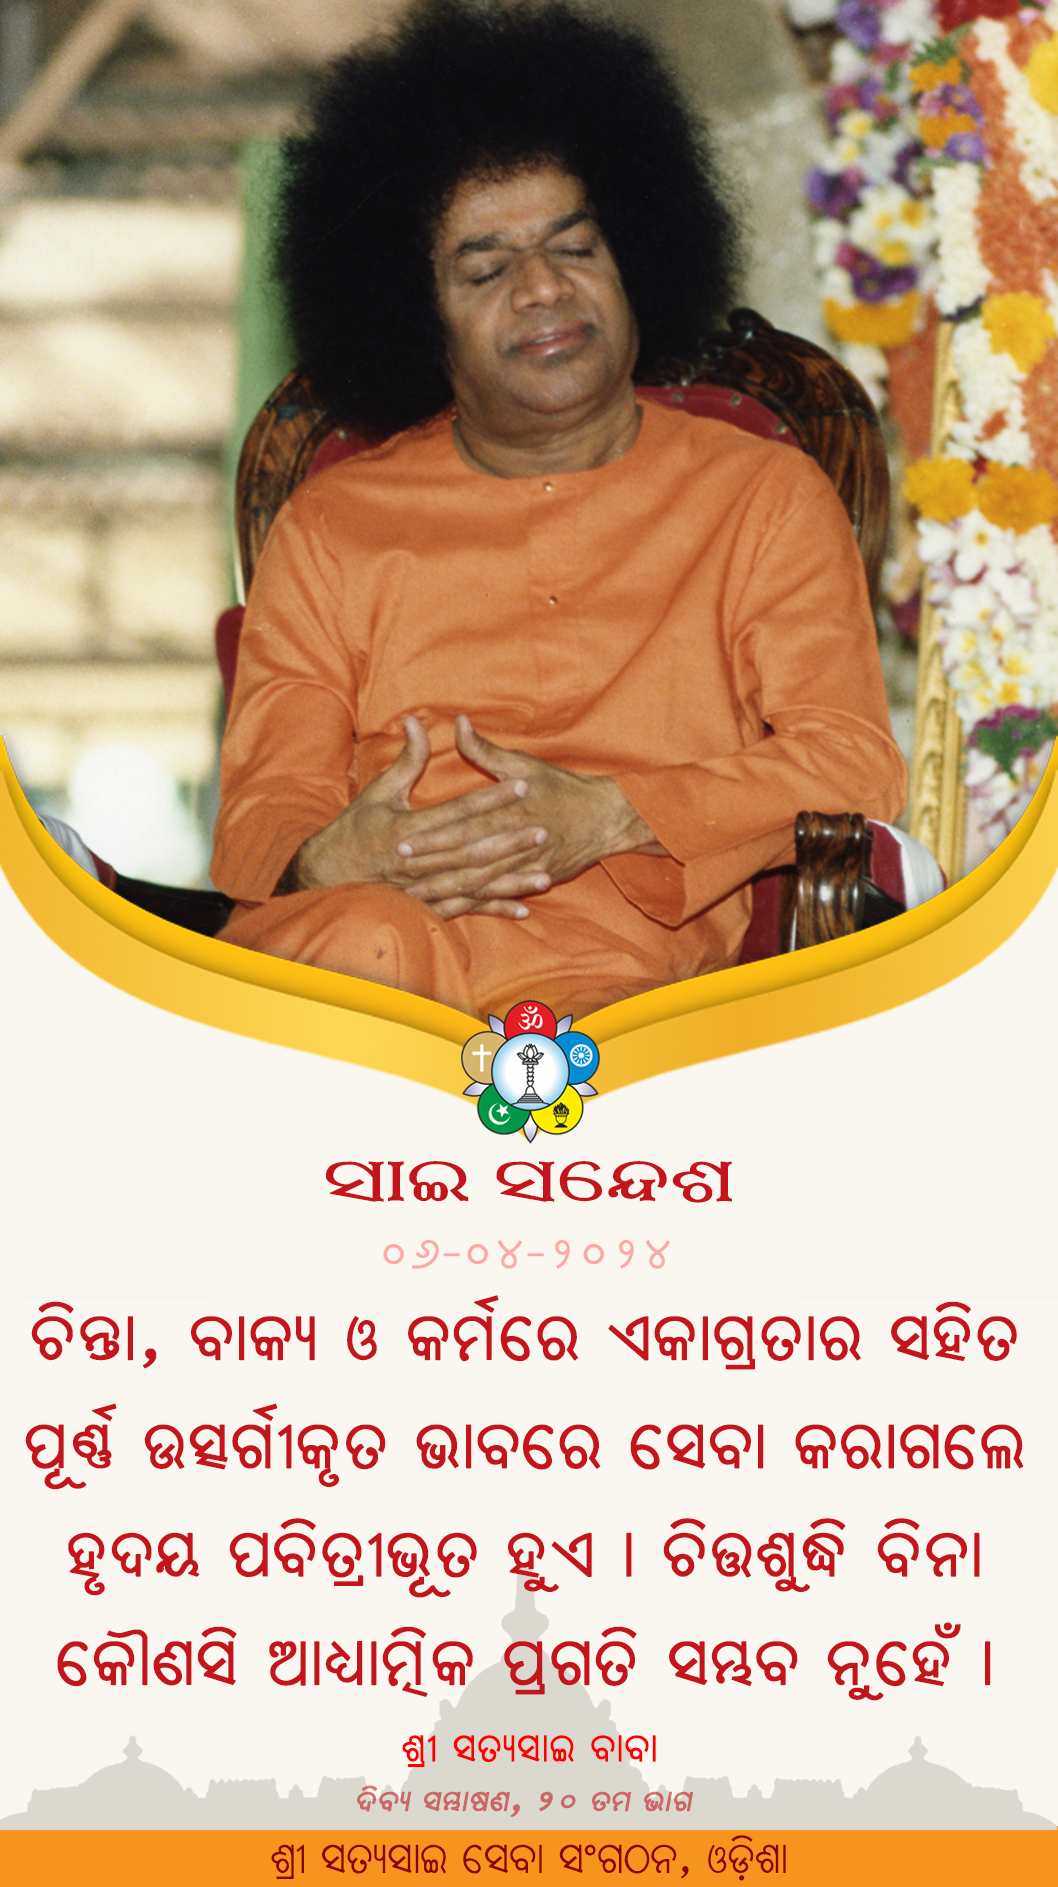 ॐ
ସାଇ ସନ୍ଦେଶ
୦୬-୦୪-୨୦୨୪
ଚିନ୍ତା, ବାକ୍ୟ ଓ କର୍ମରେ ଏକାଗ୍ରତାର ସହିତ
ପୂର୍ଣ୍ଣ ଉତ୍ସର୍ଗୀକୃତ ଭାବରେ ସେବା କରାଗଲେ
ହୃଦୟ ପବିତ୍ରୀଭୂତ ହୁଏ । ଚିତ୍ତଶୁଦ୍ଧି ବିନା
କୌଣସି ଆଧ୍ୟାତ୍ମିକ ପ୍ରଗତି ସମ୍ଭବ ନୁହେଁ ।
ଶ୍ରୀ ସତ୍ୟସାଇ ବାବା
ଦିବ୍ୟ ସମ୍ଭାଷଣ, ୨୦ ତମ ଭାଗ
ଶ୍ରୀ ସତ୍ୟସାଇ ସେବା ସଂଗଠନ, ଓଡ଼ିଶା